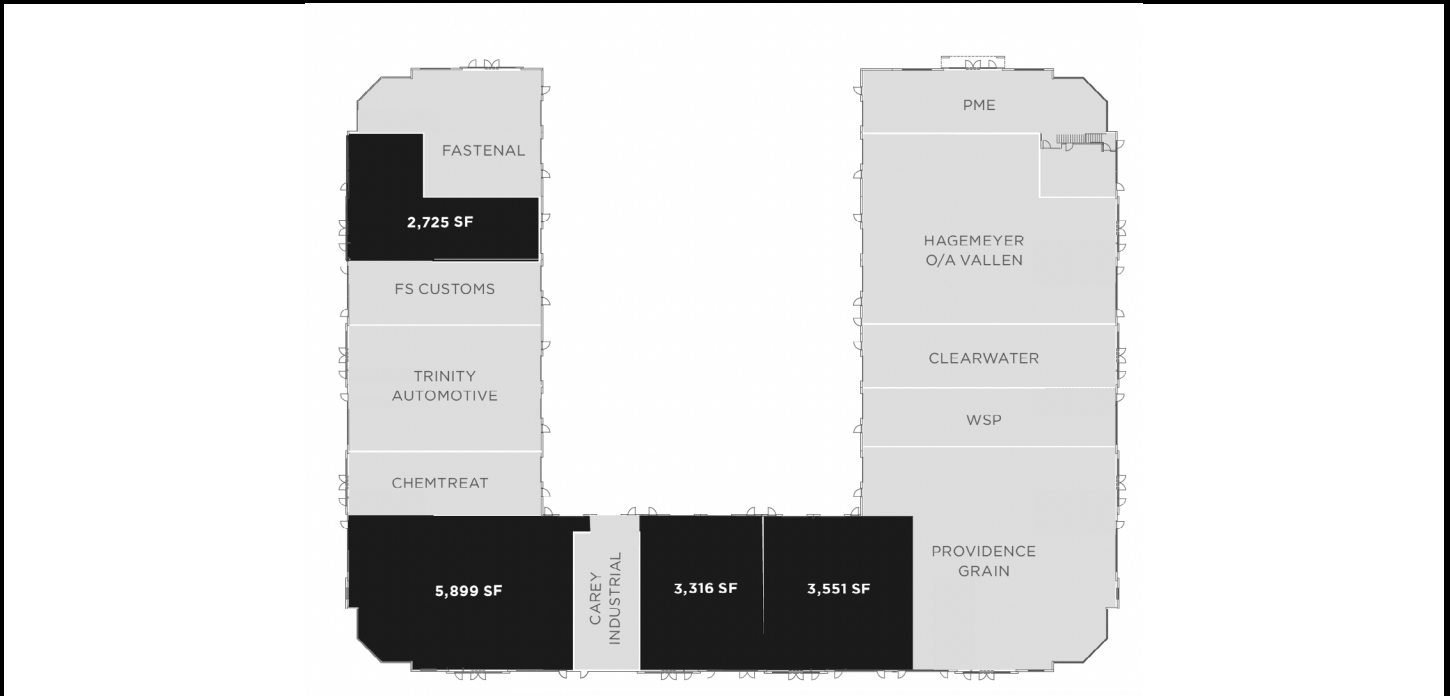 PME
FASTENAL
2,725 SF
HAGEMEYER
O/A VALLEN
FS CUSTOMS
CLEARWATER
TRINITY
AUTOMOTIVE
WSP
CHEMTREAT
PROVIDENCE
GRAIN
5,899 SF
CAREY
INDUSTRIAL
3,316 SF
3,551 SF